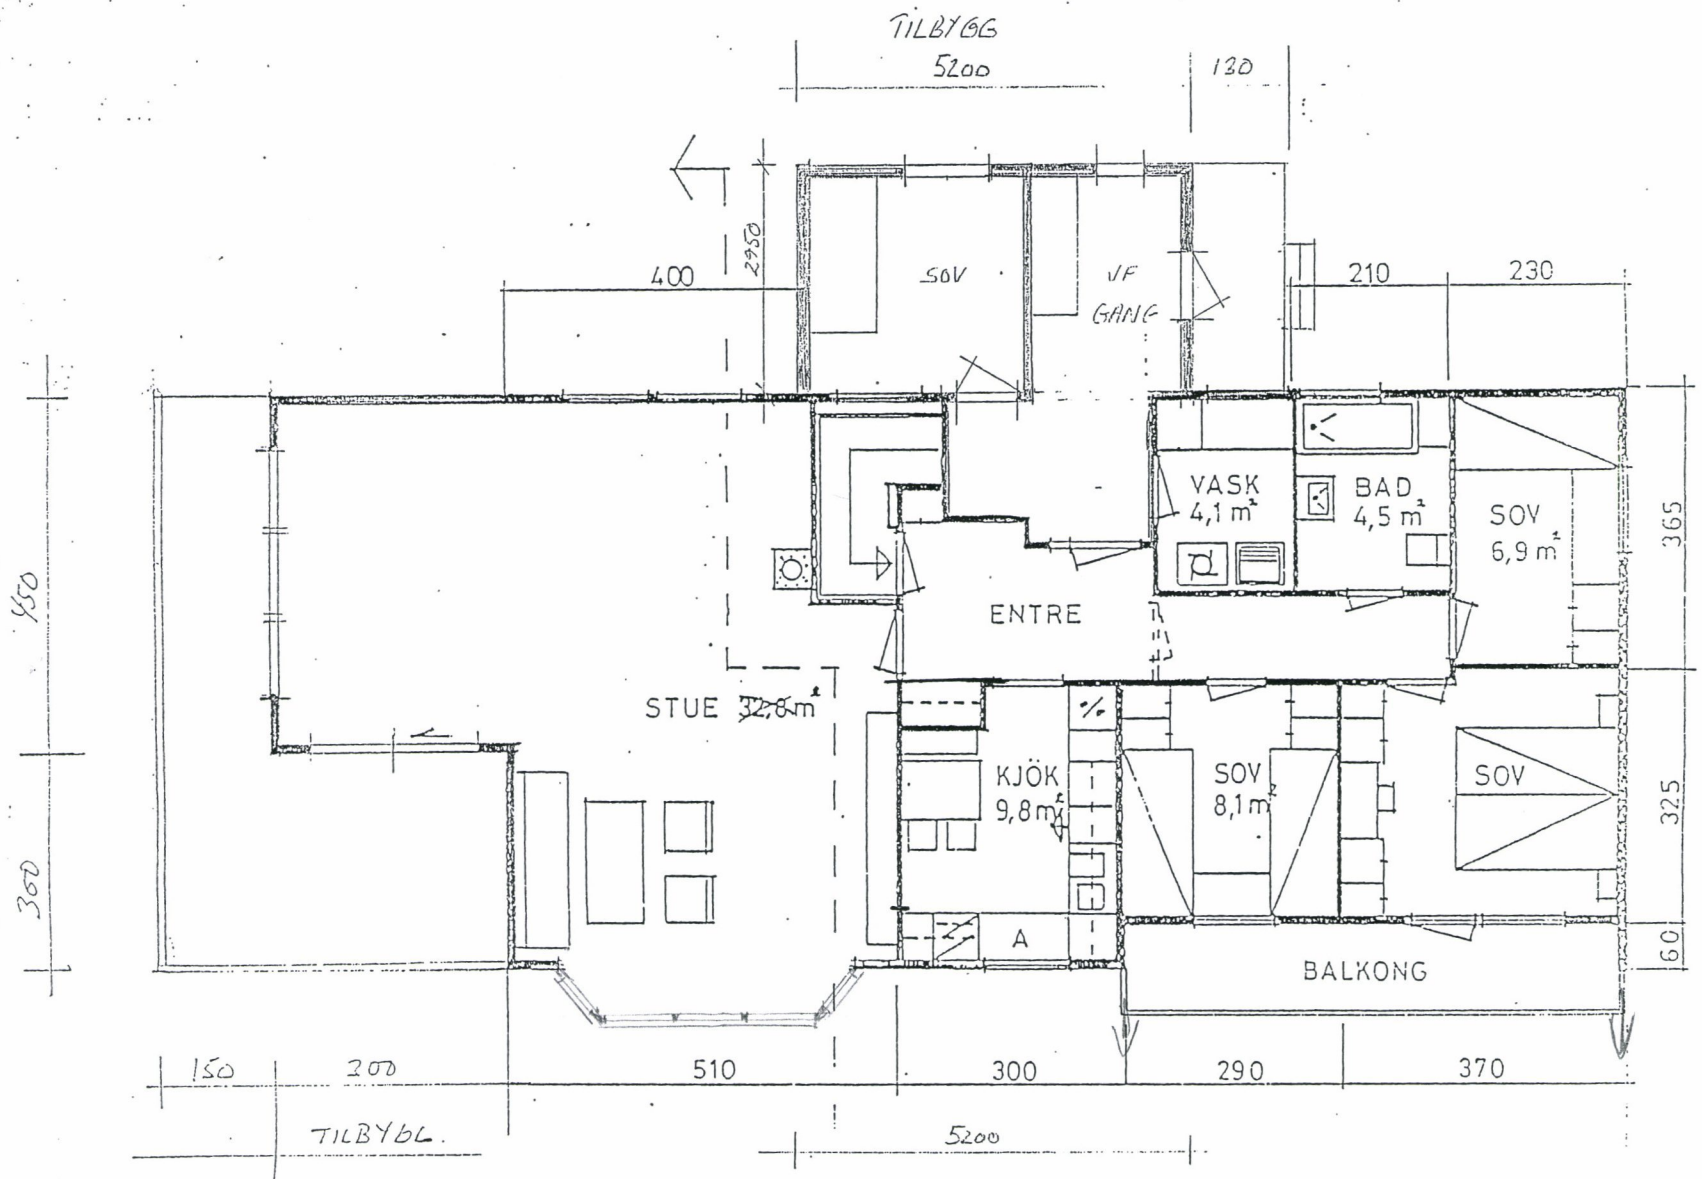 TILBYGG
5200
130
400
2950
210
230
SOV
VF
GANG
VASK
4,1 m²
BAD
4,5 m²
SOV
6,9 m²
365
450
ENTRE
STUE 32,8 m²
KJÖK
9,8 m²
SOV
8,1 m²
SOV
325
300
A
BALKONG
60
150
200
510
300
290
370
TILBYGG.
5200